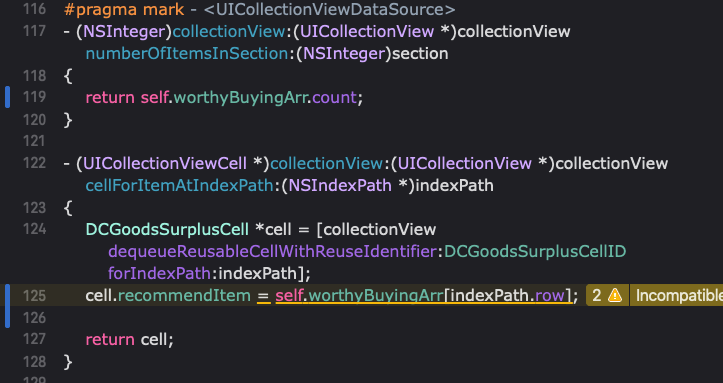 116 #pragma mark - <UICollectionViewDataSource>
117 - (NSInteger)collectionView:(UICollectionView *)collectionView
numberOfItemsInSection:(NSInteger)section
118 {
119 return self.worthyBuyingArr.count;
120 }
121
122 - (UICollectionViewCell *)collectionView:(UICollectionView *)collectionView
cellForItemAtIndexPath:(NSIndexPath *)indexPath
123 {
124 DCGoodsSurplusCell *cell = [collectionView
dequeueReusableCellWithReuseIdentifier:DCGoodsSurplusCellID
forIndexPath:indexPath];
125 cell.recommendItem = self.worthyBuyingArr[indexPath.row]; 2 Incompatible
126
127 return cell;
128 }
129